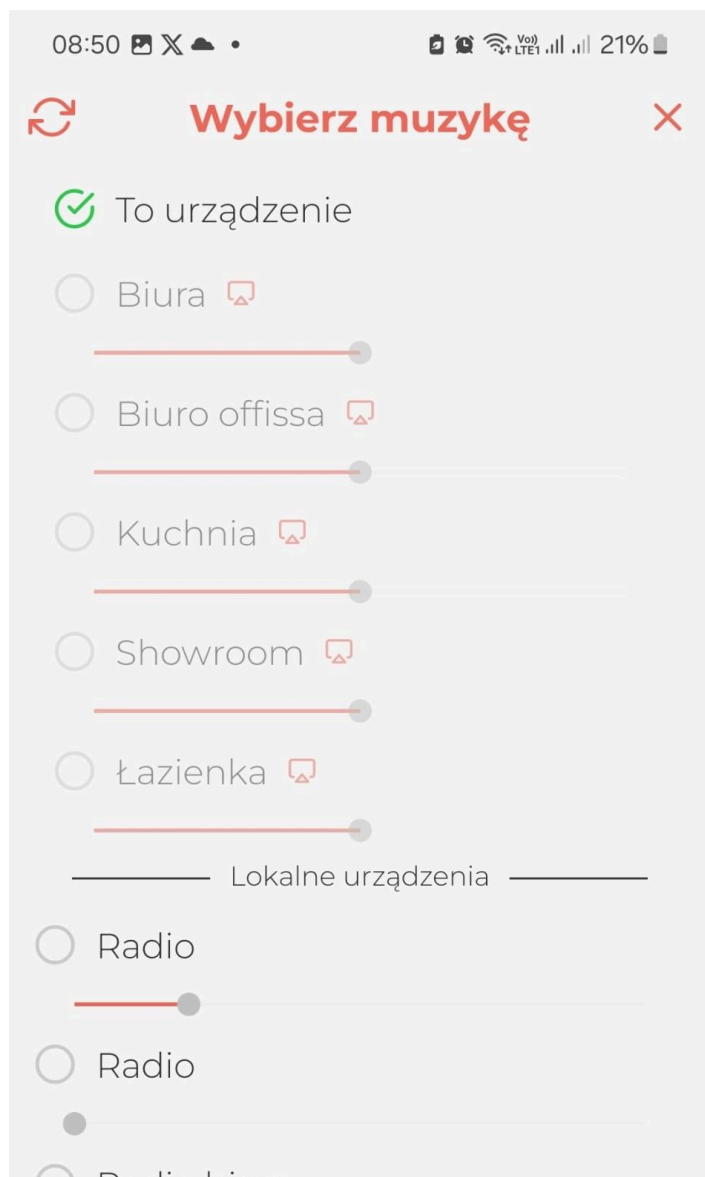 08:50 21%
Wybierz muzykę
To urządzenie
Biura
Biuro offissa
Kuchnia
Showroom
Łazienka
Lokalne urządzenia
Radio
Radio